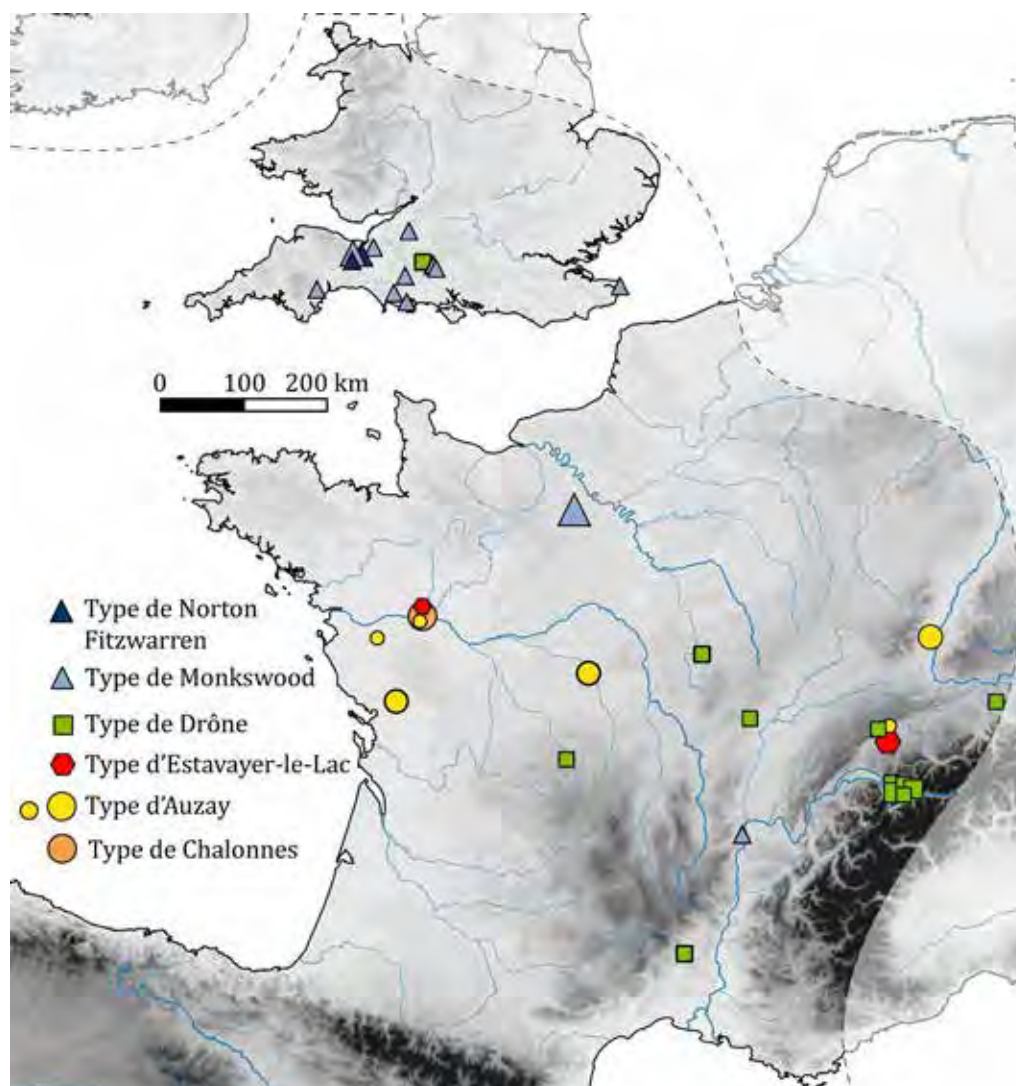 0 100 200 km
Type de Norton
Fitzwarren
Type de Monkswood
Type de Drône
Type d'Estavayer-le-Lac
Type d'Auzay
Type de Chalonnes